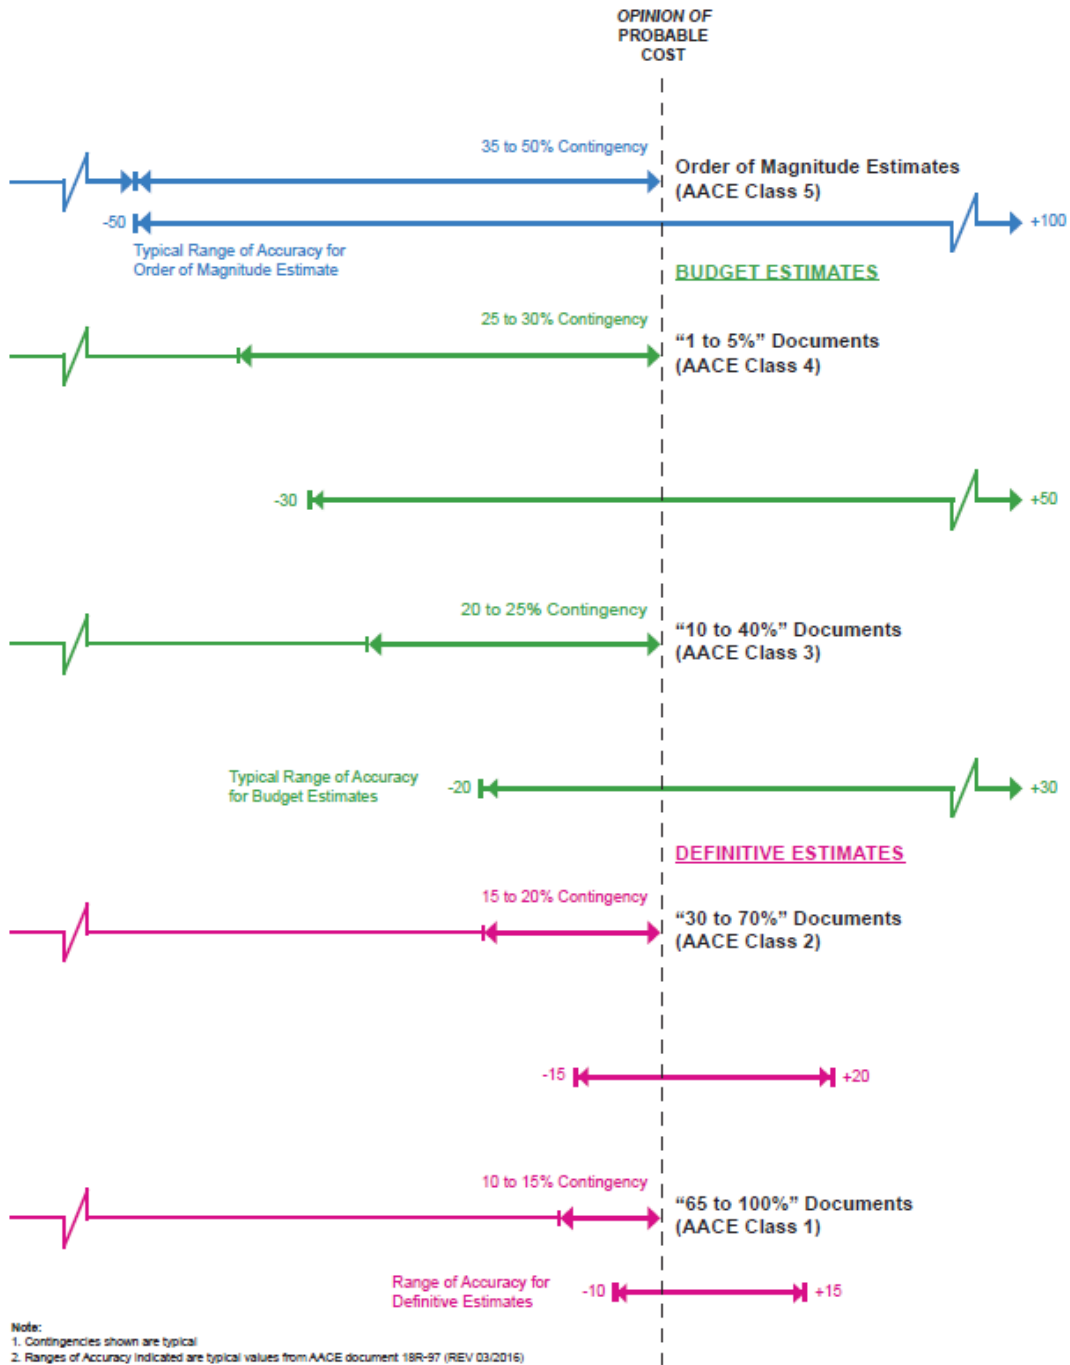 OPINION OF
PROBABLE
COST
35 to 50% Contingency
Order of Magnitude Estimates
(AACE Class 5)
-50
+100
Typical Range of Accuracy for
Order of Magnitude Estimate
BUDGET ESTIMATES
25 to 30% Contingency
“1 to 5%” Documents
(AACE Class 4)
-30
+50
20 to 25% Contingency
“10 to 40%” Documents
(AACE Class 3)
Typical Range of Accuracy
for Budget Estimates
-20
+30
DEFINITIVE ESTIMATES
15 to 20% Contingency
“30 to 70%” Documents
(AACE Class 2)
-15
+20
10 to 15% Contingency
“65 to 100%” Documents
(AACE Class 1)
Range of Accuracy for
Definitive Estimates
-10
+15
Note:
1. Contingencies shown are typical
2. Ranges of Accuracy indicated are typical values from AACE document 18R-97 (REV 03/2016)